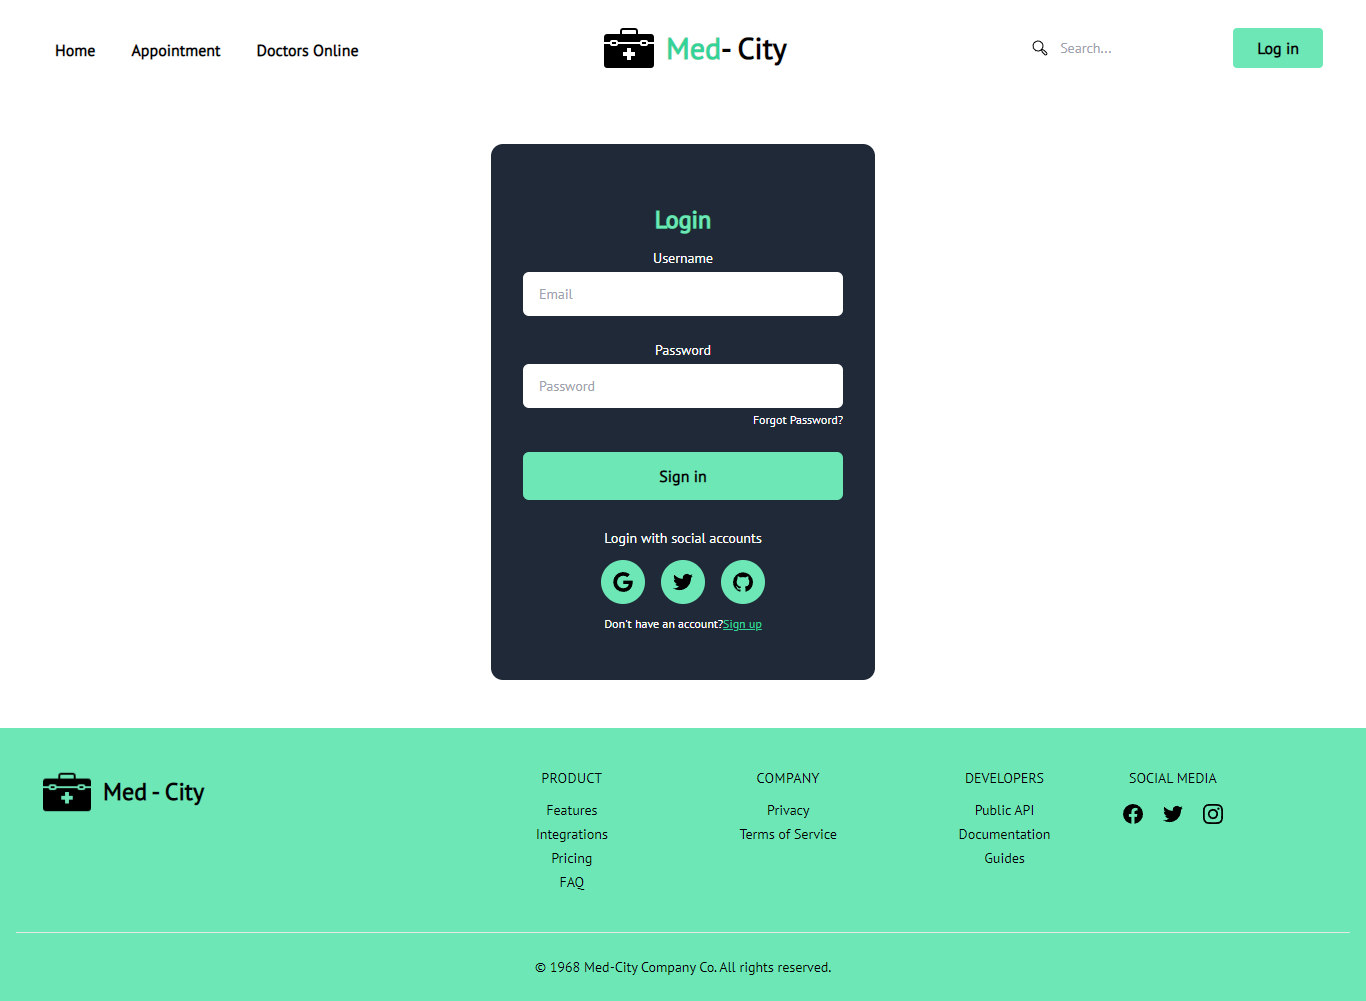 Home Appointment Doctors Online Med- City Search... Log in
Login
Username
Email
Password
Password
Forgot Password?
Sign in
Login with social accounts
Don't have an account?Sign up
Med - City
PRODUCT
Features
Integrations
Pricing
FAQ
COMPANY
Privacy
Terms of Service
DEVELOPERS
Public API
Documentation
Guides
SOCIAL MEDIA
© 1968 Med-City Company Co. All rights reserved.